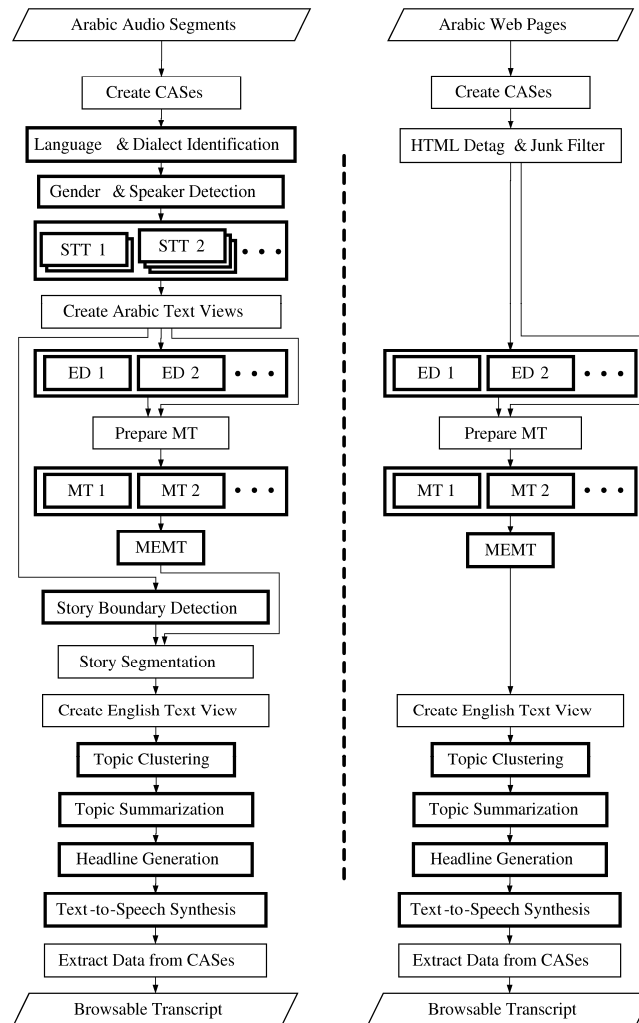 Arabic Audio Segments
Create CASes
Language & Dialect Identification
Gender & Speaker Detection
STT 1 STT 2 • • •
Create Arabic Text Views
ED 1 ED 2 • • •
Prepare MT
MT 1 MT 2 • • •
MEMT
Story Boundary Detection
Story Segmentation
Create English Text View
Topic Clustering
Topic Summarization
Headline Generation
Text-to-Speech Synthesis
Extract Data from CASes
Browsable Transcript
Arabic Web Pages
Create CASes
HTML Detag & Junk Filter
ED 1 ED 2 • • •
Prepare MT
MT 1 MT 2 • • •
MEMT
Create English Text View
Topic Clustering
Topic Summarization
Headline Generation
Text-to-Speech Synthesis
Extract Data from CASes
Browsable Transcript